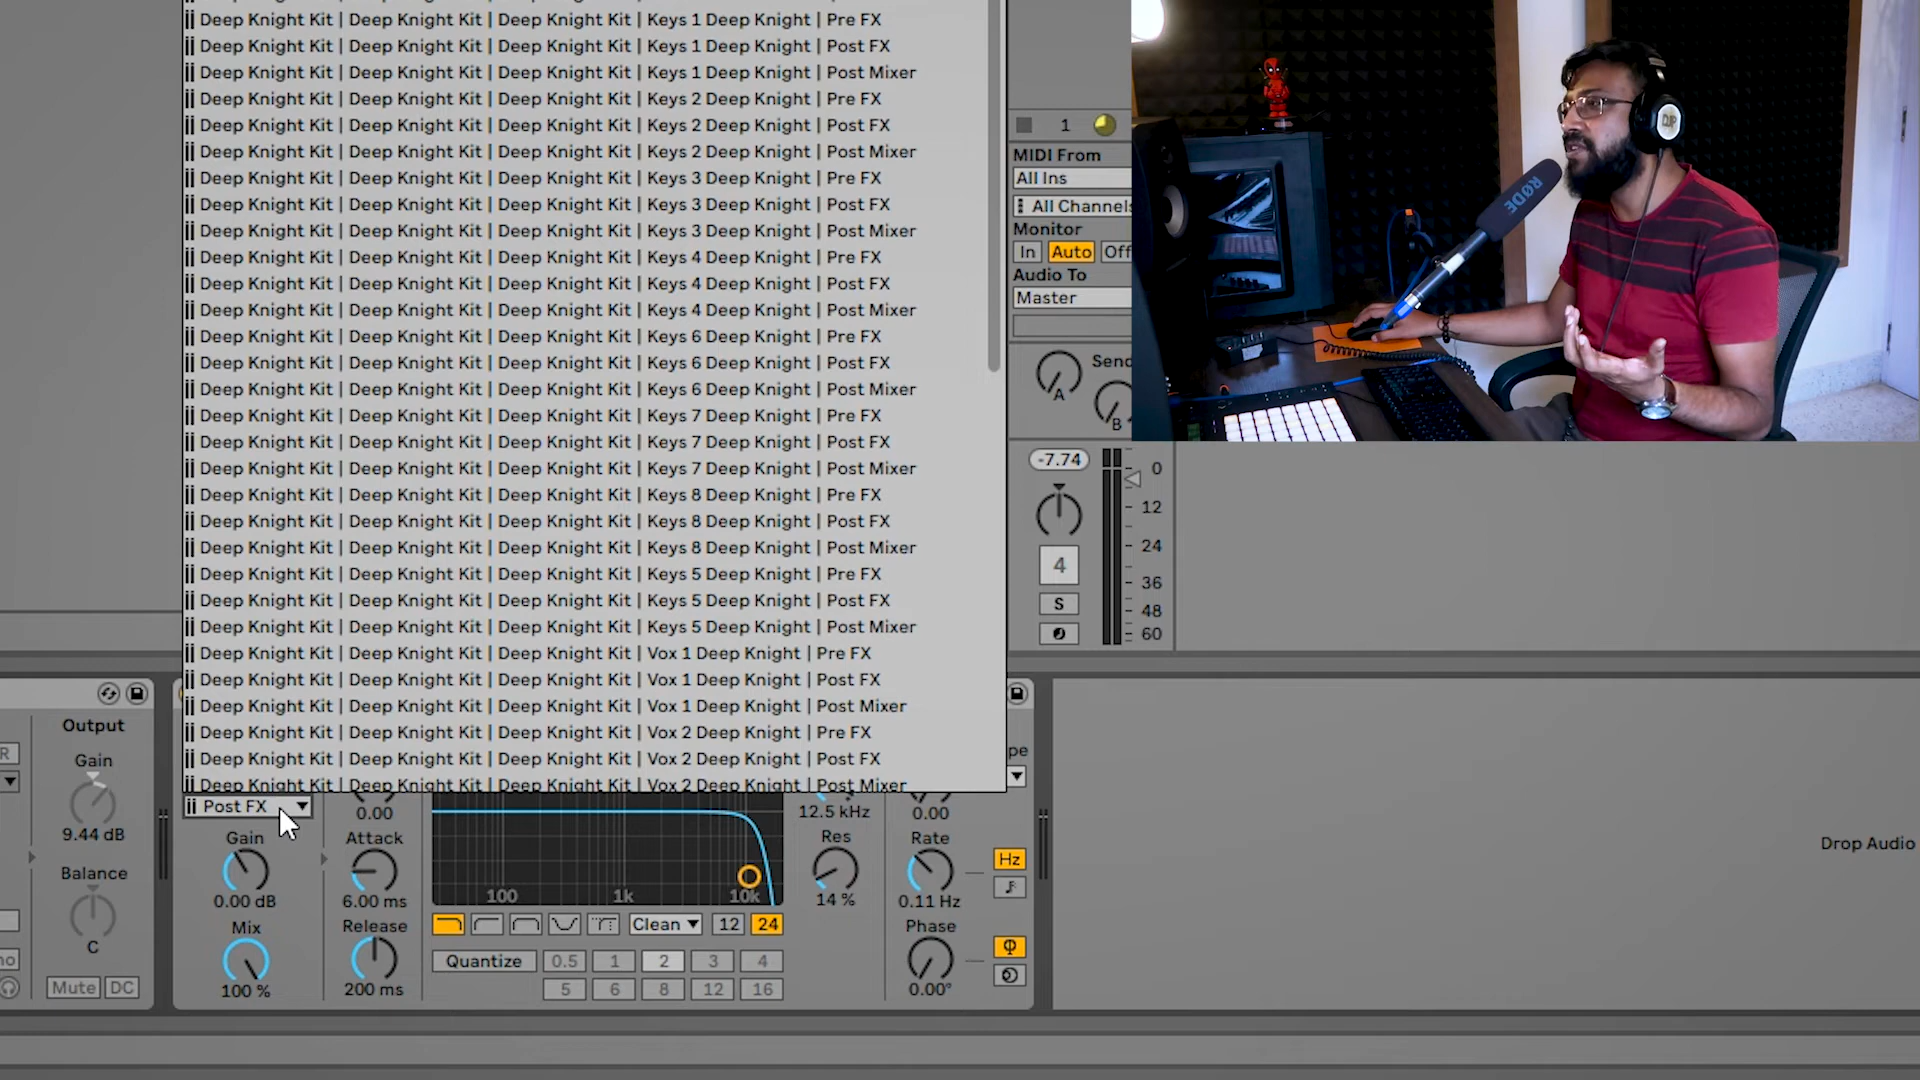 Deep Knight Kit | Deep Knight Kit | Deep Knight Kit | Keys 1 Deep Knight | Pre FX
Deep Knight Kit | Deep Knight Kit | Deep Knight Kit | Keys 1 Deep Knight | Post FX
Deep Knight Kit | Deep Knight Kit | Deep Knight Kit | Keys 1 Deep Knight | Post Mixer
Deep Knight Kit | Deep Knight Kit | Deep Knight Kit | Keys 2 Deep Knight | Pre FX
Deep Knight Kit | Deep Knight Kit | Deep Knight Kit | Keys 2 Deep Knight | Post FX
Deep Knight Kit | Deep Knight Kit | Deep Knight Kit | Keys 2 Deep Knight | Post Mixer
Deep Knight Kit | Deep Knight Kit | Deep Knight Kit | Keys 3 Deep Knight | Pre FX
Deep Knight Kit | Deep Knight Kit | Deep Knight Kit | Keys 3 Deep Knight | Post FX
Deep Knight Kit | Deep Knight Kit | Deep Knight Kit | Keys 3 Deep Knight | Post Mixer
Deep Knight Kit | Deep Knight Kit | Deep Knight Kit | Keys 4 Deep Knight | Pre FX
Deep Knight Kit | Deep Knight Kit | Deep Knight Kit | Keys 4 Deep Knight | Post FX
Deep Knight Kit | Deep Knight Kit | Deep Knight Kit | Keys 4 Deep Knight | Post Mixer
Deep Knight Kit | Deep Knight Kit | Deep Knight Kit | Keys 6 Deep Knight | Pre FX
Deep Knight Kit | Deep Knight Kit | Deep Knight Kit | Keys 6 Deep Knight | Post FX
Deep Knight Kit | Deep Knight Kit | Deep Knight Kit | Keys 6 Deep Knight | Post Mixer
Deep Knight Kit | Deep Knight Kit | Deep Knight Kit | Keys 7 Deep Knight | Pre FX
Deep Knight Kit | Deep Knight Kit | Deep Knight Kit | Keys 7 Deep Knight | Post FX
Deep Knight Kit | Deep Knight Kit | Deep Knight Kit | Keys 7 Deep Knight | Post Mixer
Deep Knight Kit | Deep Knight Kit | Deep Knight Kit | Keys 8 Deep Knight | Pre FX
Deep Knight Kit | Deep Knight Kit | Deep Knight Kit | Keys 8 Deep Knight | Post FX
Deep Knight Kit | Deep Knight Kit | Deep Knight Kit | Keys 8 Deep Knight | Post Mixer
Deep Knight Kit | Deep Knight Kit | Deep Knight Kit | Keys 5 Deep Knight | Pre FX
Deep Knight Kit | Deep Knight Kit | Deep Knight Kit | Keys 5 Deep Knight | Post FX
Deep Knight Kit | Deep Knight Kit | Deep Knight Kit | Keys 5 Deep Knight | Post Mixer
Deep Knight Kit | Deep Knight Kit | Deep Knight Kit | Vox 1 Deep Knight | Pre FX
Deep Knight Kit | Deep Knight Kit | Deep Knight Kit | Vox 1 Deep Knight | Post FX
Deep Knight Kit | Deep Knight Kit | Deep Knight Kit | Vox 1 Deep Knight | Post Mixer
Deep Knight Kit | Deep Knight Kit | Deep Knight Kit | Vox 2 Deep Knight | Pre FX
Deep Knight Kit | Deep Knight Kit | Deep Knight Kit | Vox 2 Deep Knight | Post FX
Deep Knight Kit | Deep Knight Kit | Deep Knight Kit | Vox 2 Deep Knight | Post Mixer
1
MIDI From
All Ins
All Channels
Monitor
In Auto Off
Audio To
Master
Send
A
B
-7.74
0
12
24
36
48
60
4
S
RØDE
Output
Gain
9.44 dB
Balance
C
Mute DC
R
no
Post FX
Gain
0.00 dB
Mix
100 %
0.00
Attack
6.00 ms
Release
200 ms
100 1k 10k
Clean 12 24
Quantize 0.5 1 2 3 4
5 6 8 12 16
12.5 kHz
Res
14 %
pe
0.00
Rate
0.11 Hz
Hz
Phase
0.00°
Φ
Drop Audio